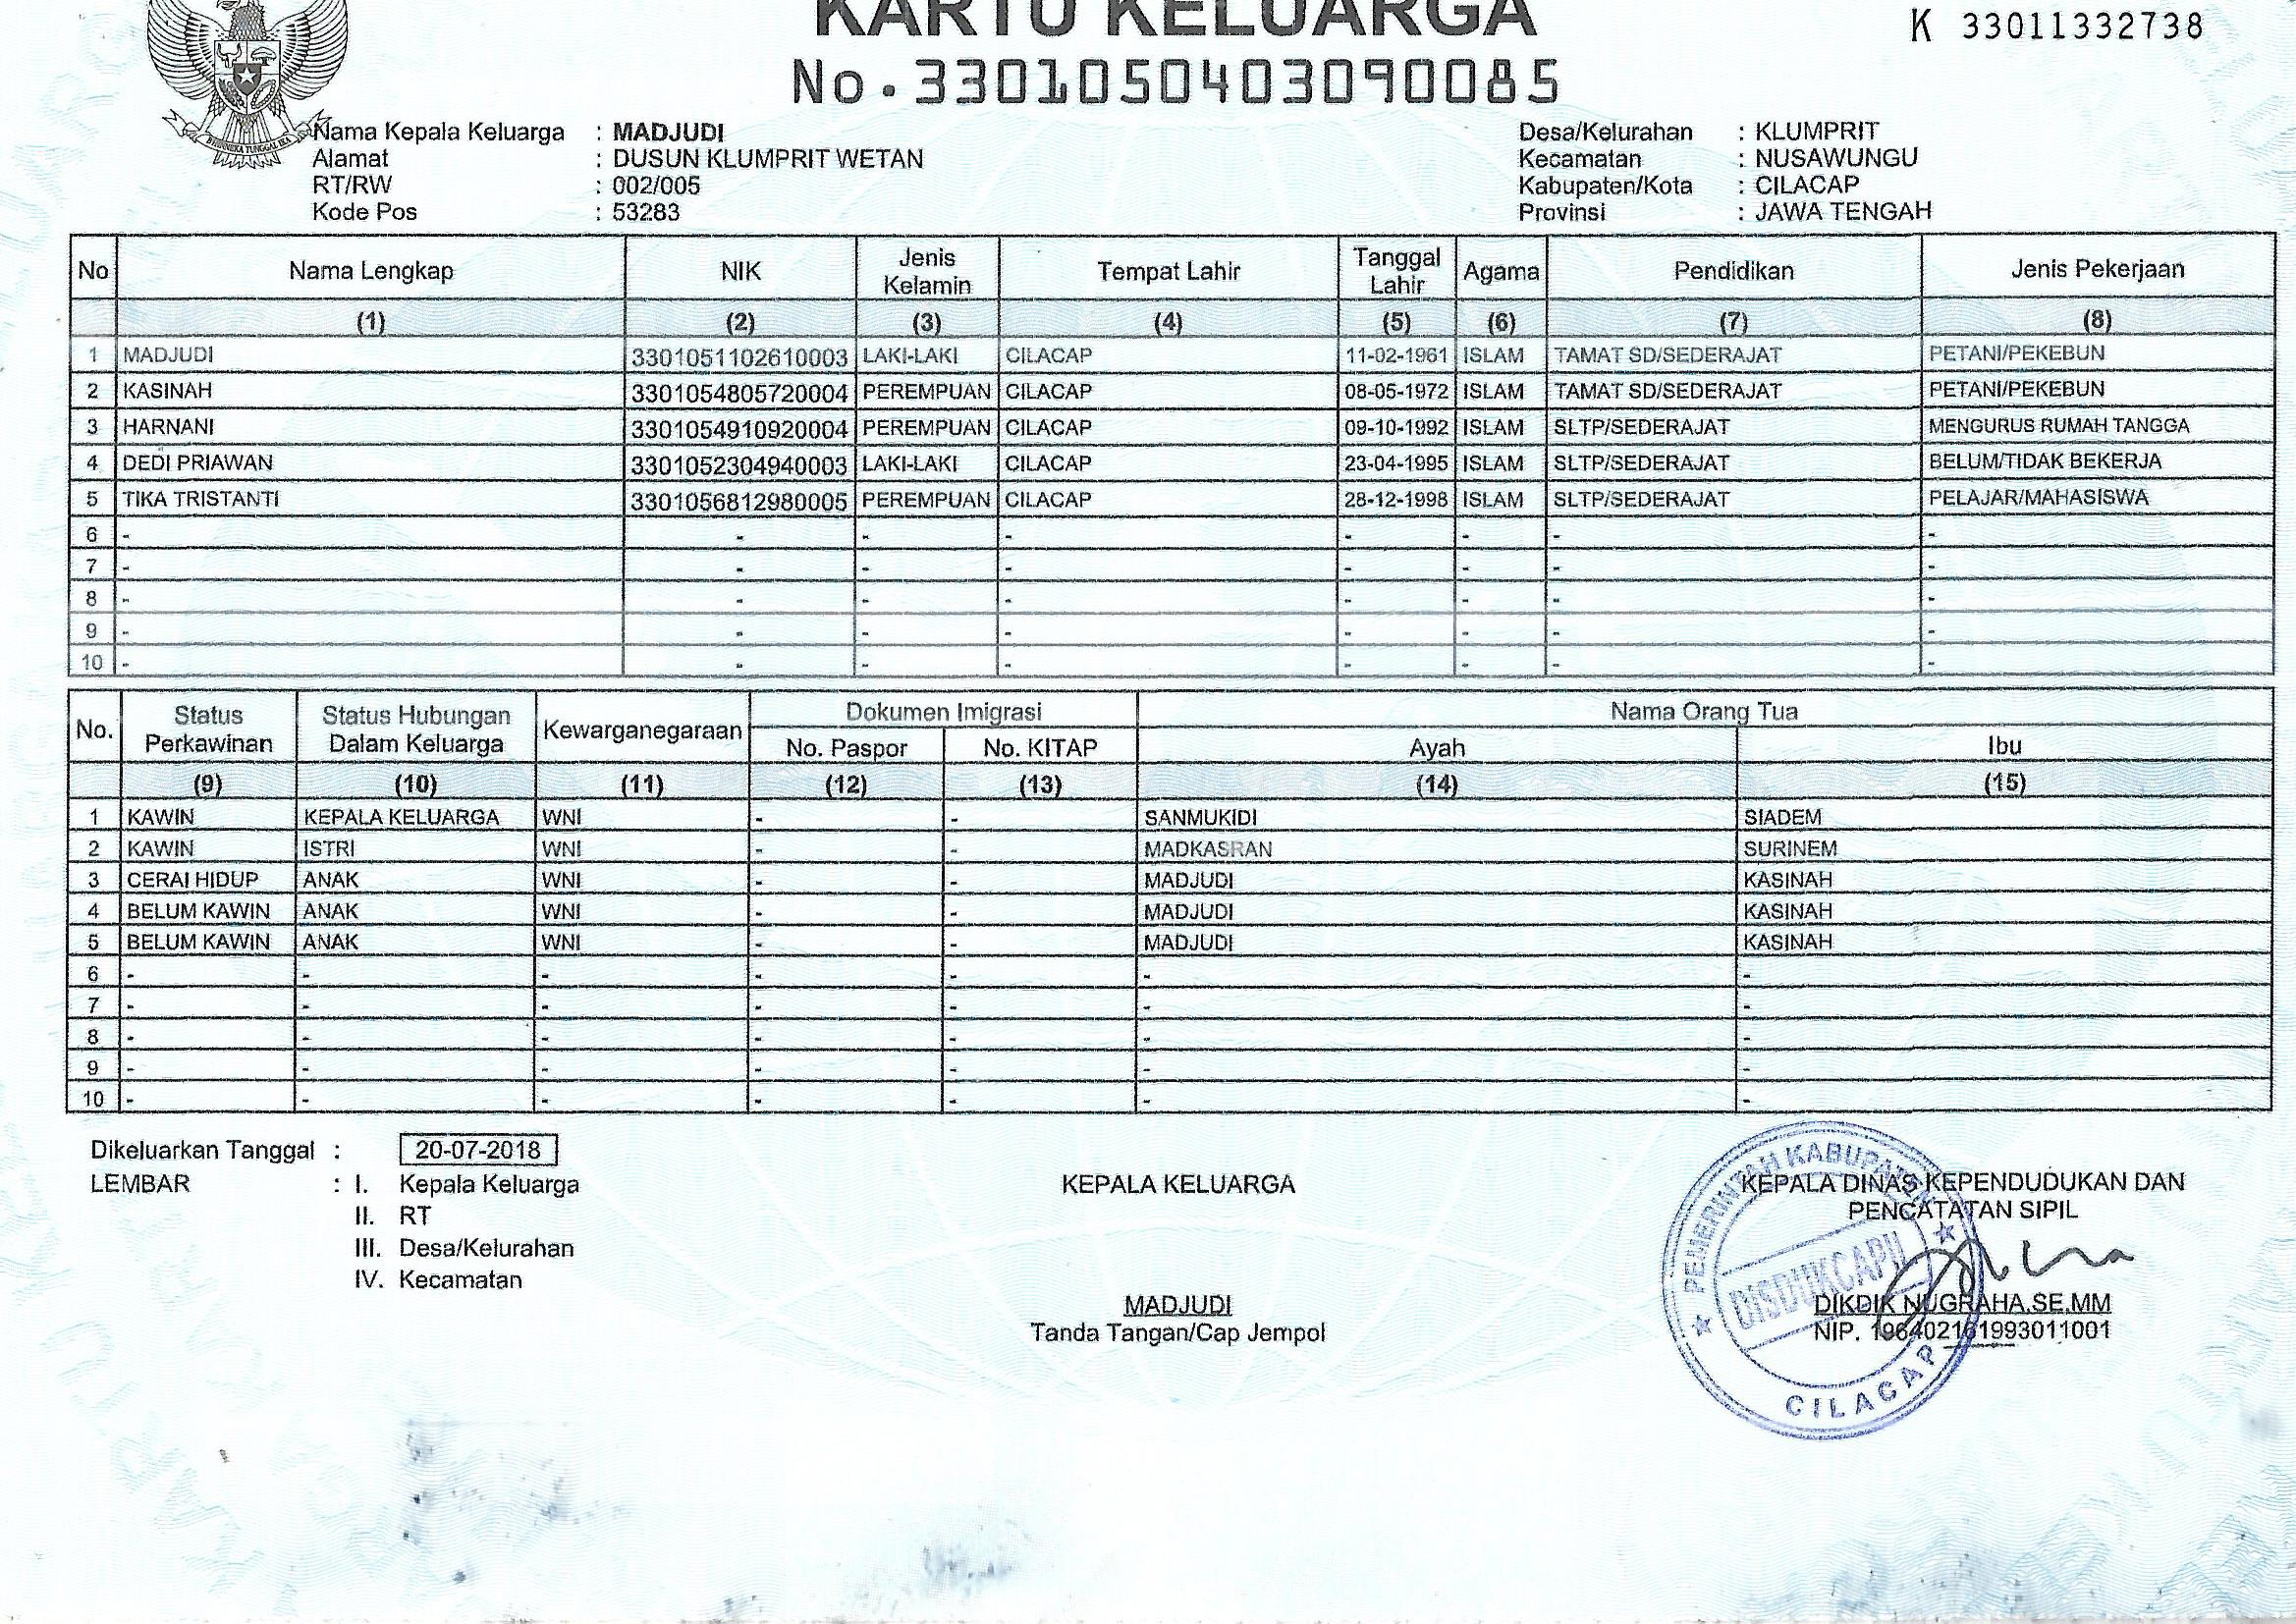 KARTU KELUARGA
K 33011332738
No.3301050403090085
BHINNEKA TUNGGAL IKA
Nama Kepala Keluarga : MADJUDI
Alamat : DUSUN KLUMPRIT WETAN
RT/RW : 002/005
Kode Pos : 53283
Desa/Kelurahan : KLUMPRIT
Kecamatan : NUSAWUNGU
Kabupaten/Kota : CILACAP
Provinsi : JAWA TENGAH
No Nama Lengkap NIK Jenis Kelamin Tempat Lahir Tanggal Lahir Agama Pendidikan Jenis Pekerjaan
(1) (2) (3) (4) (5) (6) (7) (8)
1 MADJUDI 3301051102610003 LAKI-LAKI CILACAP 11-02-1961 ISLAM TAMAT SD/SEDERAJAT PETANI/PEKEBUN
2 KASINAH 3301054805720004 PEREMPUAN CILACAP 08-05-1972 ISLAM TAMAT SD/SEDERAJAT PETANI/PEKEBUN
3 HARNANI 3301054910920004 PEREMPUAN CILACAP 09-10-1992 ISLAM SLTP/SEDERAJAT MENGURUS RUMAH TANGGA
4 DEDI PRIAWAN 3301052304940003 LAKI-LAKI CILACAP 23-04-1995 ISLAM SLTP/SEDERAJAT BELUM/TIDAK BEKERJA
5 TIKA TRISTANTI 3301056812980005 PEREMPUAN CILACAP 28-12-1998 ISLAM SLTP/SEDERAJAT PELAJAR/MAHASISWA
6 - - - - - - - -
7 - - - - - - - -
8 - - - - - - - -
9 - - - - - - - -
10 - - - - - - - -
No. Status Perkawinan Status Hubungan Dalam Keluarga Kewarganegaraan Dokumen Imigrasi Nama Orang Tua
No. Paspor No. KITAP Ayah Ibu
(9) (10) (11) (12) (13) (14) (15)
1 KAWIN KEPALA KELUARGA WNI - - SANMUKIDI SIADEM
2 KAWIN ISTRI WNI - - MADKASRAN SURINEM
3 CERAI HIDUP ANAK WNI - - MADJUDI KASINAH
4 BELUM KAWIN ANAK WNI - - MADJUDI KASINAH
5 BELUM KAWIN ANAK WNI - - MADJUDI KASINAH
6 - - - - - - -
7 - - - - - - -
8 - - - - - - -
9 - - - - - - -
10 - - - - - - -
Dikeluarkan Tanggal : 20-07-2018
LEMBAR : I. Kepala Keluarga
II. RT
III. Desa/Kelurahan
IV. Kecamatan
KEPALA KELUARGA
MADJUDI
Tanda Tangan/Cap Jempol
KEPALA DINAS KEPENDUDUKAN DAN
PENCATATAN SIPIL
DIKDIK NUGRAHA,SE,MM
NIP. 196402161993011001
PEMERINTAH KABUPATEN
DISDUKCAPIL
CILACAP